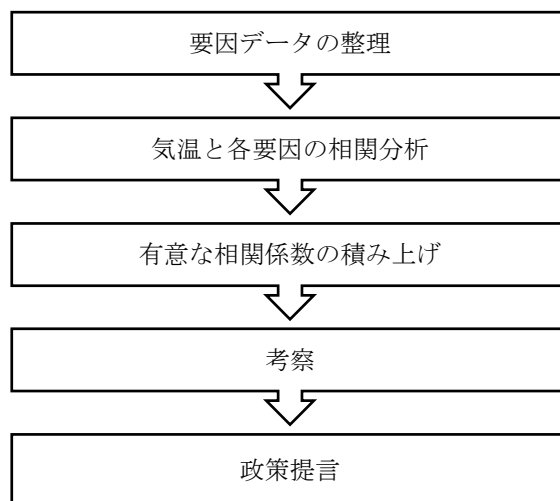 要因データの整理
気温と各要因の相関分析
有意な相関係数の積み上げ
考察
政策提言